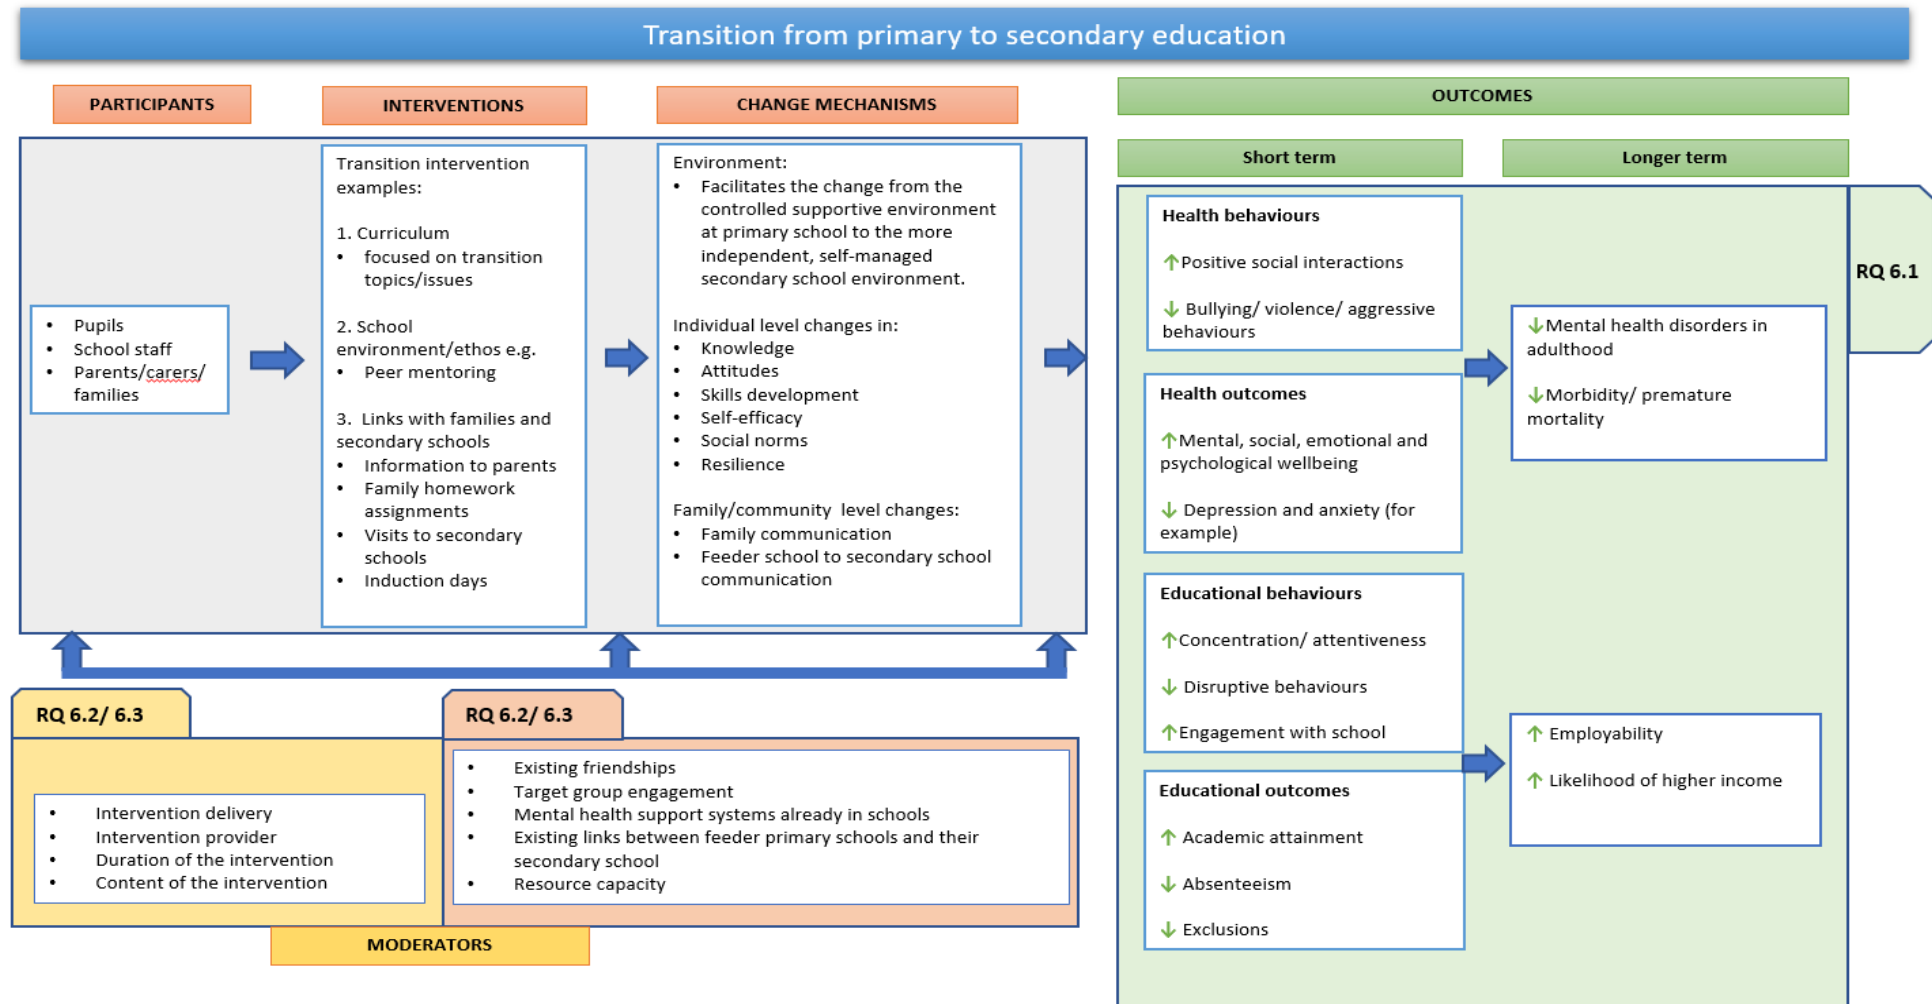 Transition from primary to secondary education
PARTICIPANTS
INTERVENTIONS
CHANGE MECHANISMS
OUTCOMES
Short term
Longer term
• Pupils
• School staff
• Parents/carers/
families
Transition intervention
examples:
1. Curriculum
• focused on transition
topics/issues
2. School
environment/ethos e.g.
• Peer mentoring
3. Links with families and
secondary schools
• Information to parents
• Family homework
assignments
• Visits to secondary
schools
• Induction days
Environment:
• Facilitates the change from the
controlled supportive environment
at primary school to the more
independent, self-managed
secondary school environment.
Individual level changes in:
• Knowledge
• Attitudes
• Skills development
• Self-efficacy
• Social norms
• Resilience
Family/community level changes:
• Family communication
• Feeder school to secondary school
communication
Health behaviours
↑Positive social interactions
↓ Bullying/ violence/ aggressive
behaviours
Health outcomes
↑Mental, social, emotional and
psychological wellbeing
↓ Depression and anxiety (for
example)
Educational behaviours
↑Concentration/ attentiveness
↓ Disruptive behaviours
↑Engagement with school
Educational outcomes
↑ Academic attainment
↓ Absenteeism
↓ Exclusions
↓Mental health disorders in
adulthood
↓Morbidity/ premature
mortality
↑ Employability
↑ Likelihood of higher income
RQ 6.1
RQ 6.2/ 6.3
• Intervention delivery
• Intervention provider
• Duration of the intervention
• Content of the intervention
RQ 6.2/ 6.3
• Existing friendships
• Target group engagement
• Mental health support systems already in schools
• Existing links between feeder primary schools and their
secondary school
• Resource capacity
MODERATORS